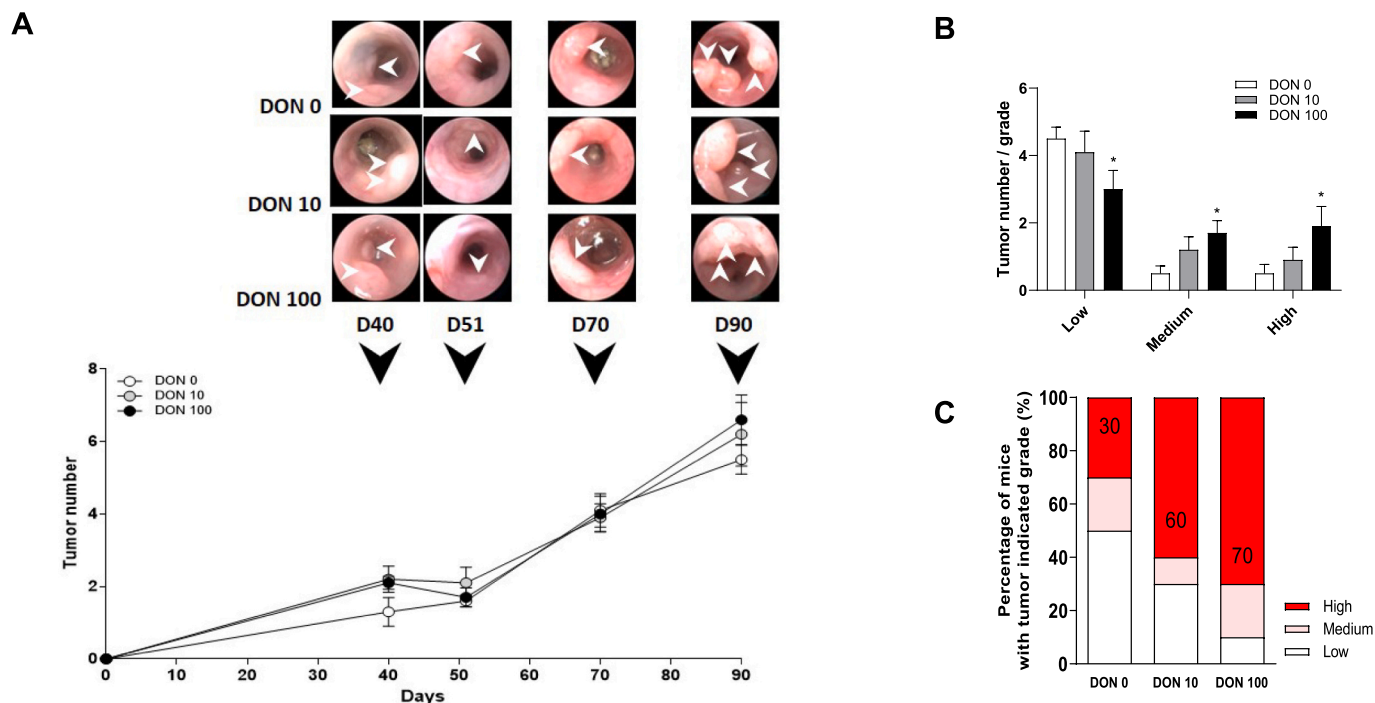 A
DON 0
DON 10
DON 100
D40 D51 D70 D90
8
6
4
2
0
Tumor number
DON 0
DON 10
DON 100
0 10 20 30 40 50 60 70 80 90
Days
B
DON 0
DON 10
DON 100
Tumor number / grade
6
4
2
0
*
*
*
Low
Medium
High
C
Percentage of mice
with tumor indicated grade (%)
100
80
60
40
20
0
30
60
70
High
Medium
Low
DON 0 DON 10 DON 100